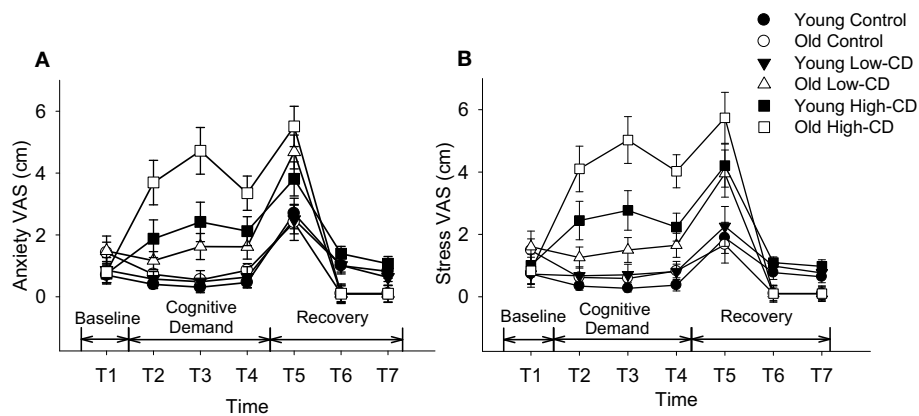 Young Control
Old Control
Young Low-CD
Old Low-CD
Young High-CD
Old High-CD
A
Anxiety VAS (cm)
6
4
2
0
Baseline
Cognitive
Demand
Recovery
T1 T2 T3 T4 T5 T6 T7
Time
B
Stress VAS (cm)
6
4
2
0
Baseline
Cognitive
Demand
Recovery
T1 T2 T3 T4 T5 T6 T7
Time